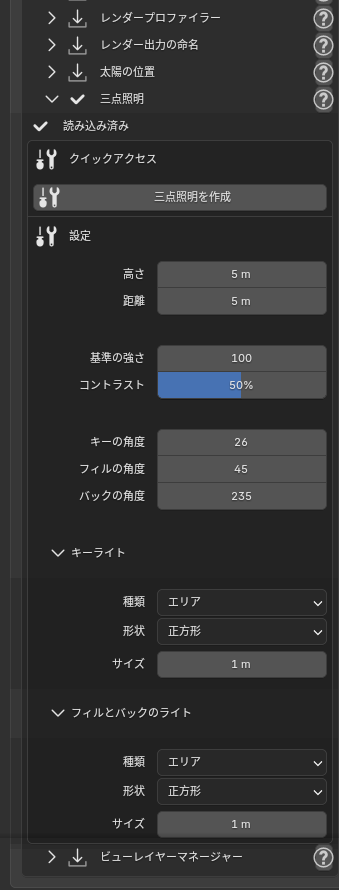 レンダープロファイラー
レンダー出力の命名
太陽の位置
三点照明
読み込み済み
クイックアクセス
三点照明を作成
設定
高さ 5 m
距離 5 m
基準の強さ 100
コントラスト 50%
キーの角度 26
フィルの角度 45
バックの角度 235
キーライト
種類 エリア
形状 正方形
サイズ 1 m
フィルとバックのライト
種類 エリア
形状 正方形
サイズ 1 m
ビューレイヤーマネージャー